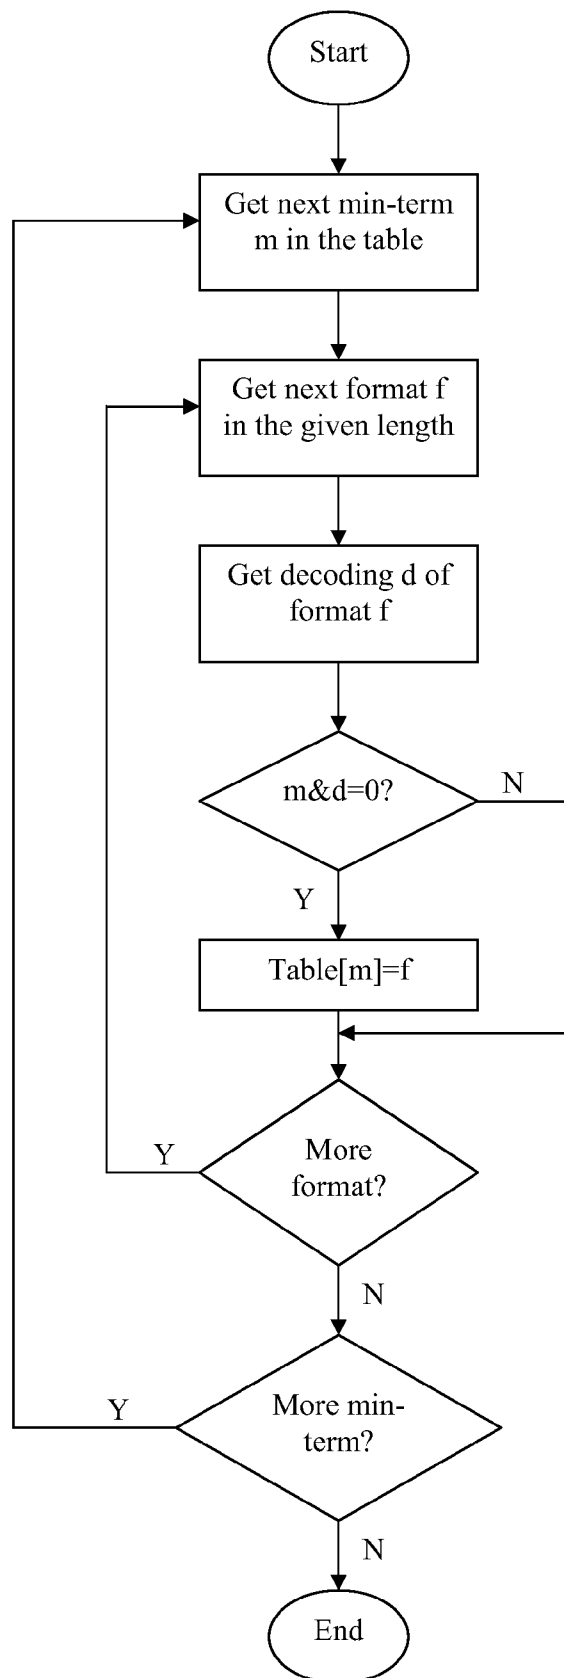 Start
Get next min-term
m in the table
Get next format f
in the given length
Get decoding d of
format f
m&d=0?
N
Y
Table[m]=f
More
format?
Y
N
More min-
term?
Y
N
End